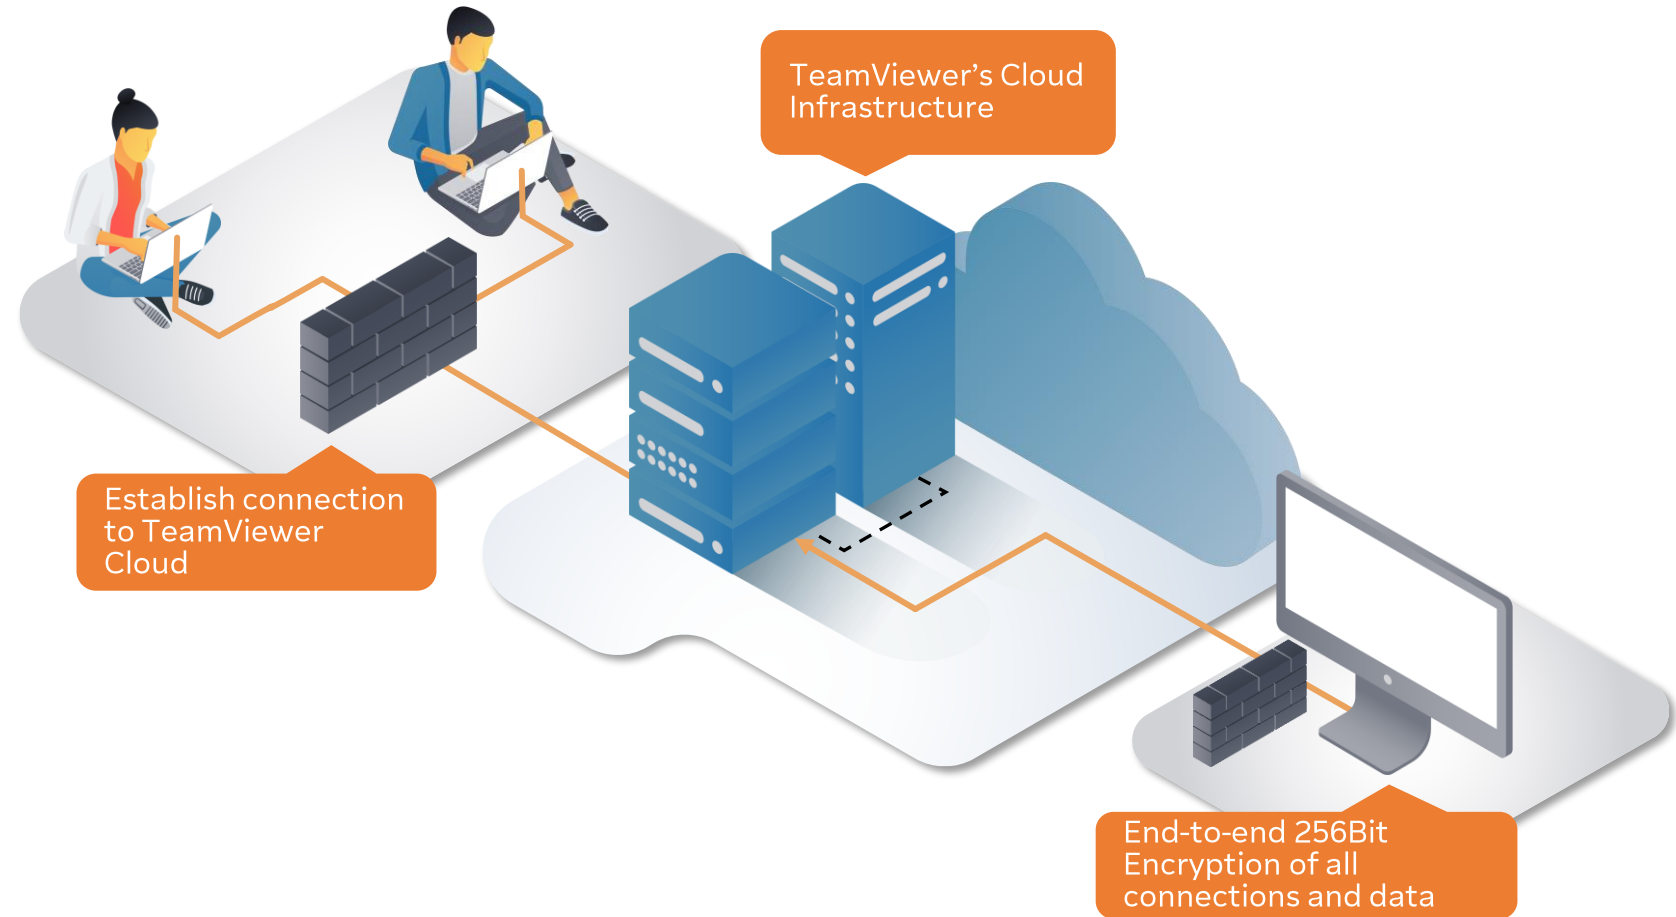 TeamViewer’s Cloud
Infrastructure
Establish connection
to TeamViewer
Cloud
End-to-end 256Bit
Encryption of all
connections and data